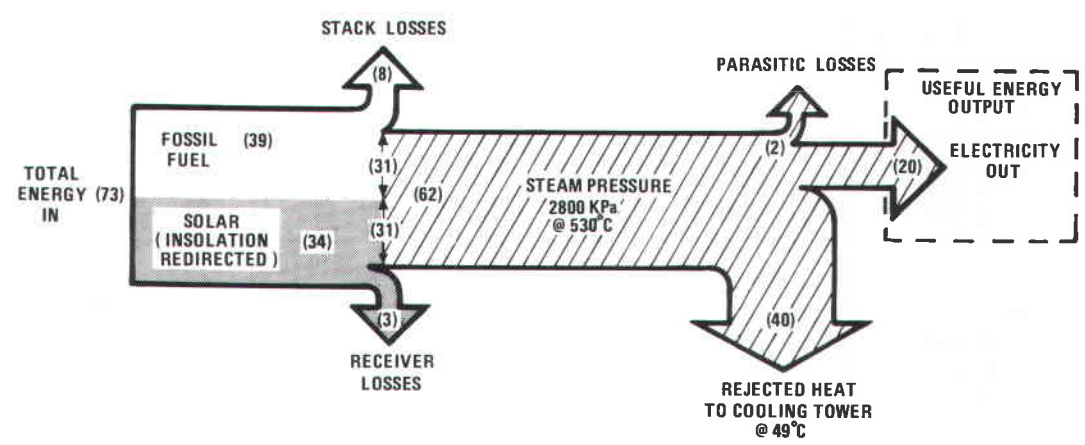 STACK LOSSES
(8)
PARASITIC LOSSES
(2)
USEFUL ENERGY
OUTPUT
ELECTRICITY
OUT
(20)
TOTAL
ENERGY (73)
IN
FOSSIL (39)
FUEL
(31)
SOLAR
(INSOLATION (34)
REDIRECTED)
(31)
(62)
STEAM PRESSURE
2800 KPa
@ 530°C
(3)
RECEIVER
LOSSES
(40)
REJECTED HEAT
TO COOLING TOWER
@ 49°C